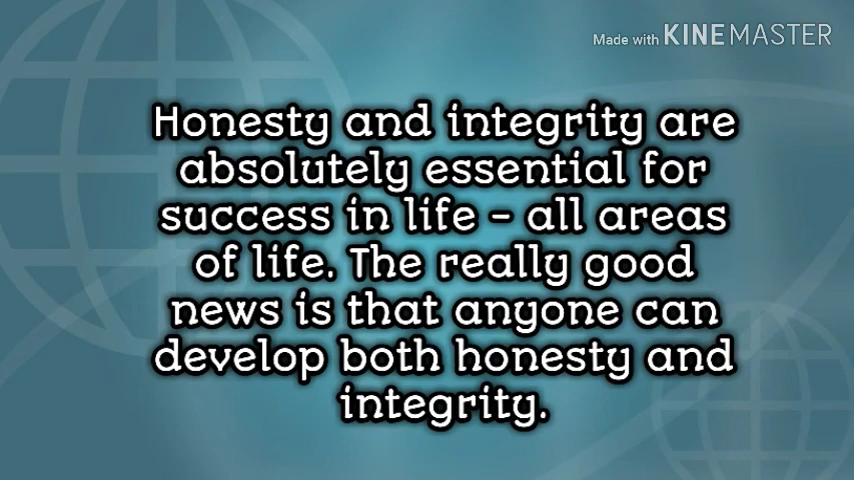 Made with KINEMASTER
Honesty and integrity are
absolutely essential for
success in life - all areas
of life. The really good
news is that anyone can
develop both honesty and
integrity.